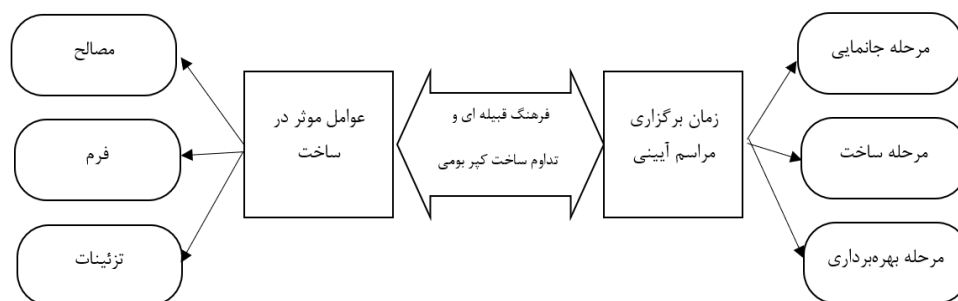 مرحله جانمایی
مرحله ساخت
مرحله بهره‌برداری
زمان برگزاری
مراسم آیینی
فرهنگ قبیله ای و
تداوم ساخت کپر بومی
عوامل موثر در
ساخت
مصالح
فرم
تزئینات